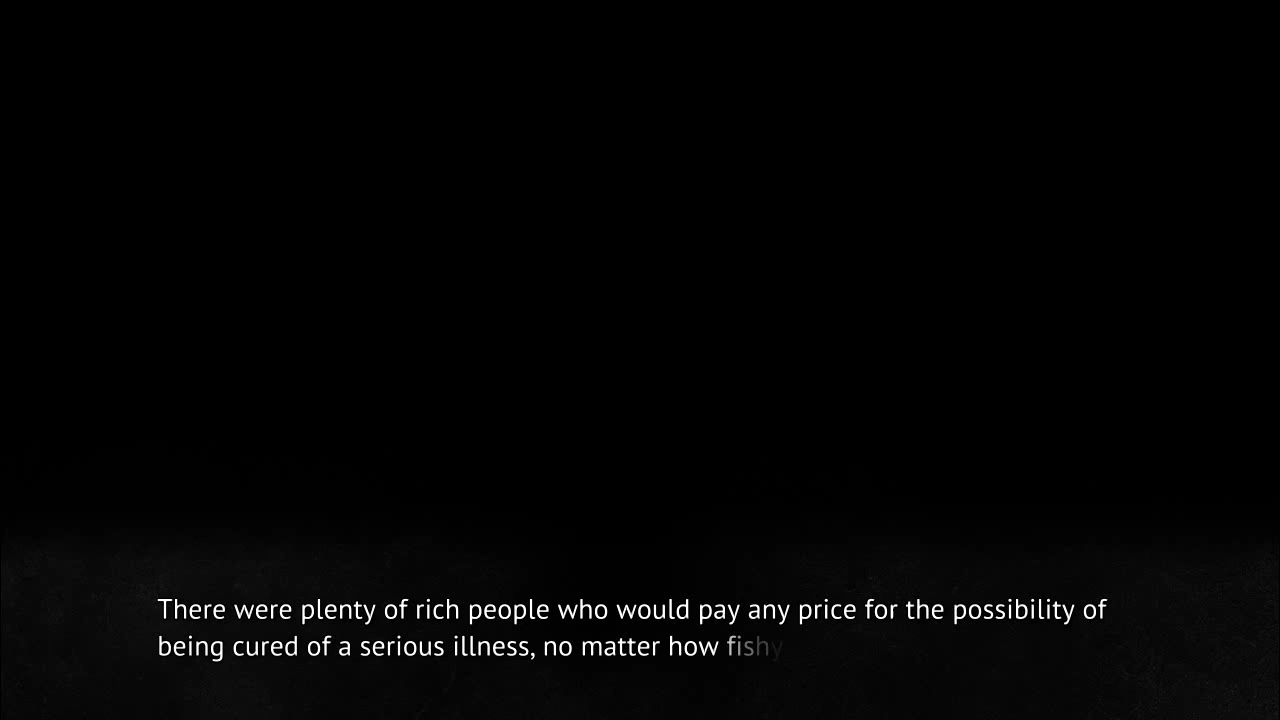 There were plenty of rich people who would pay any price for the possibility of
being cured of a serious illness, no matter how fishy